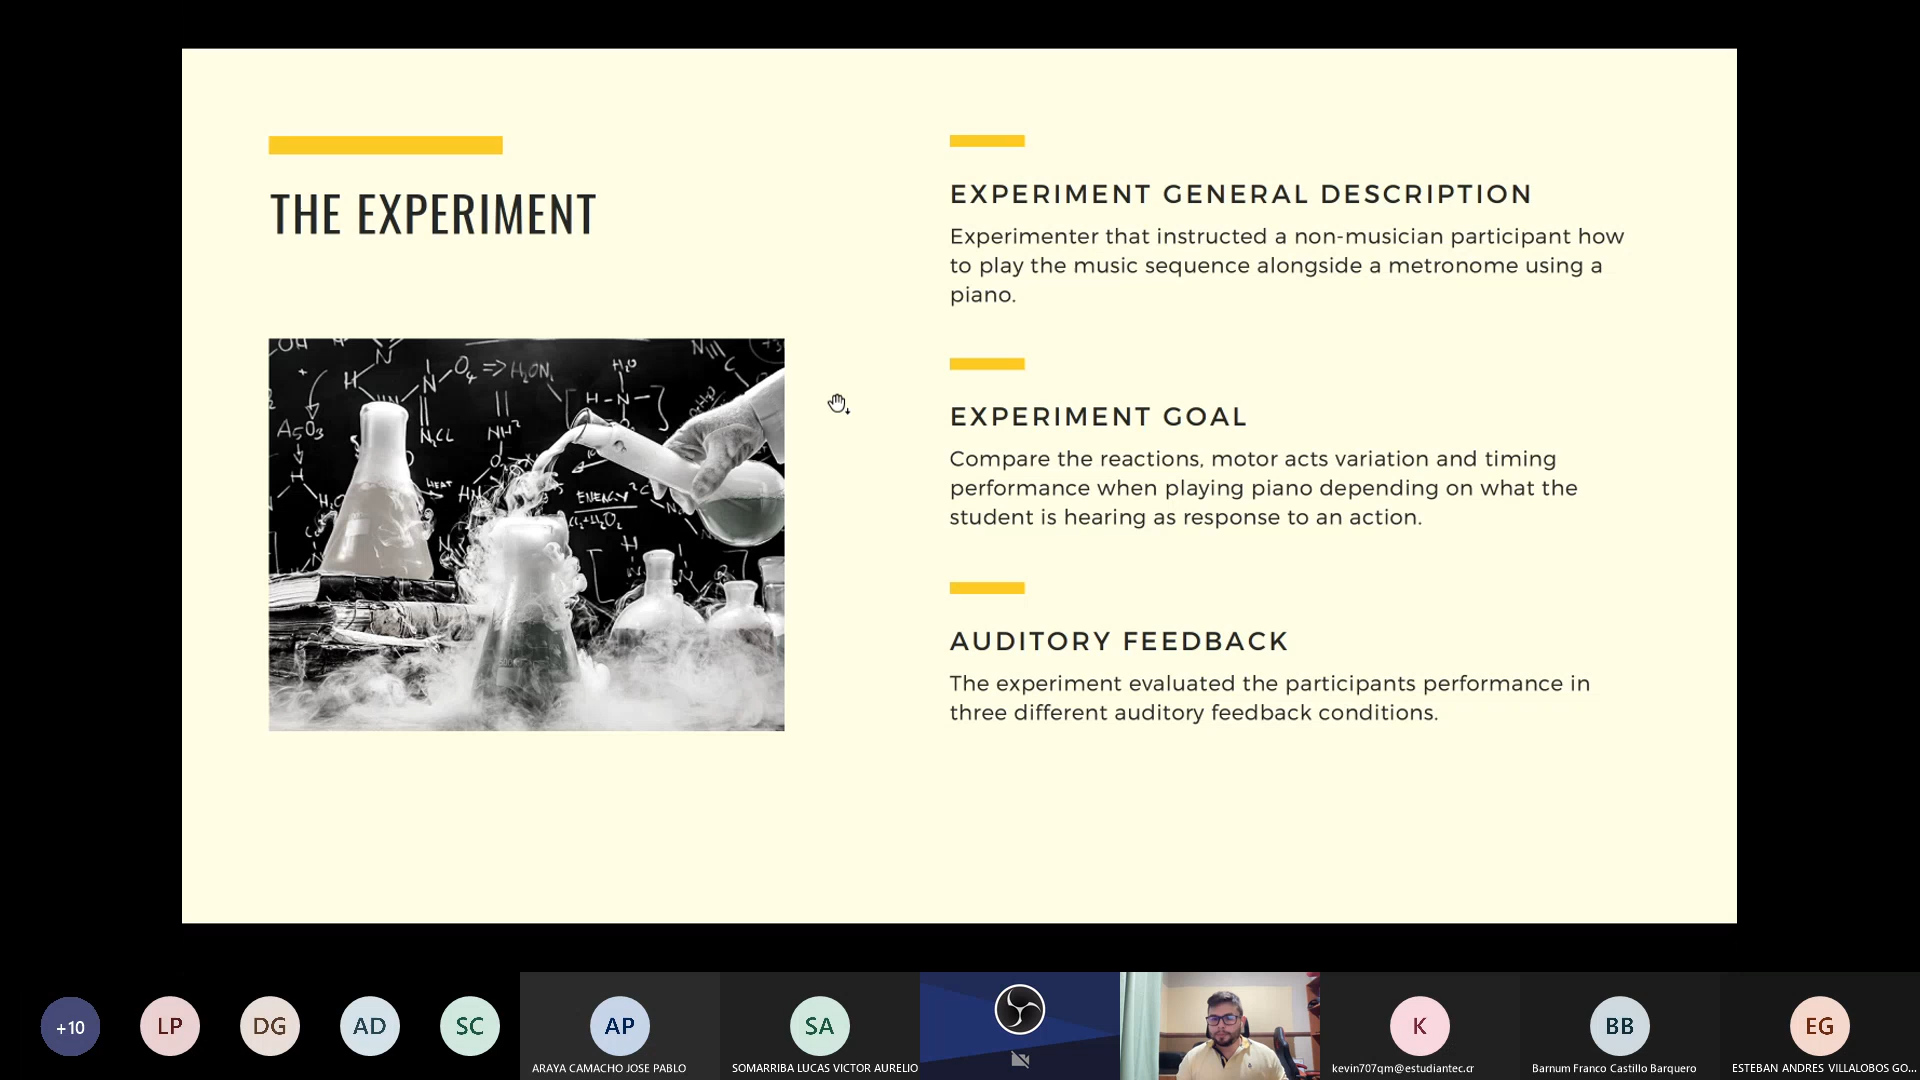 THE EXPERIMENT
EXPERIMENT GENERAL DESCRIPTION
Experimenter that instructed a non-musician participant how
to play the music sequence alongside a metronome using a
piano.
EXPERIMENT GOAL
Compare the reactions, motor acts variation and timing
performance when playing piano depending on what the
student is hearing as response to an action.
AUDITORY FEEDBACK
The experiment evaluated the participants performance in
three different auditory feedback conditions.
HEAT
ENERGY
+10
LP
DG
AD
SC
AP
SA
K
BB
EG
ARAYA CAMACHO JOSE PABLO
SOMARRIBA LUCAS VICTOR AURELIO
kevin707qm@estudiantec.cr
Barnum Franco Castillo Barquero
ESTEBAN ANDRES VILLALOBOS GO...